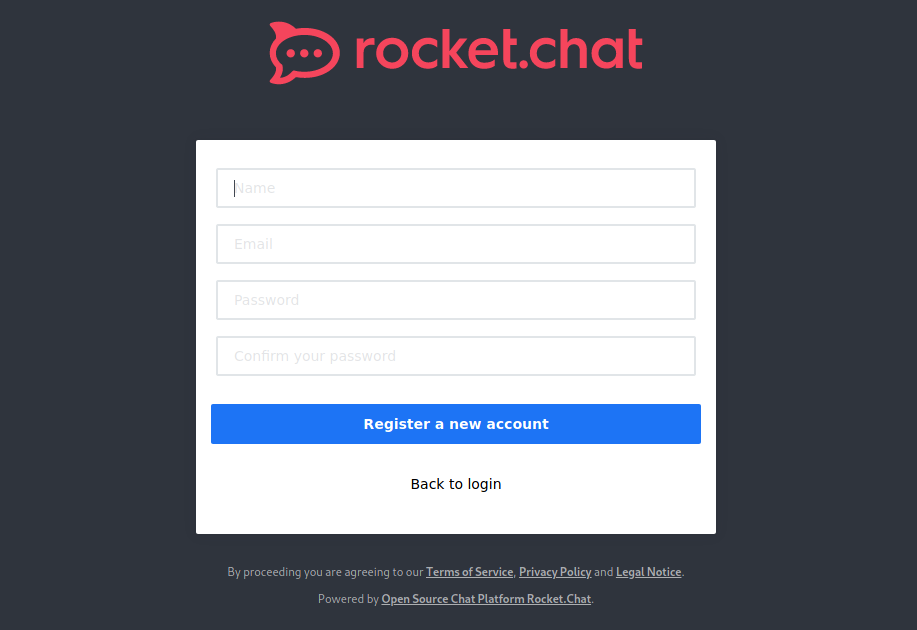 rocket.chat
Name
Email
Password
Confirm your password
Register a new account
Back to login
By proceeding you are agreeing to our Terms of Service, Privacy Policy and Legal Notice.
Powered by Open Source Chat Platform Rocket.Chat.